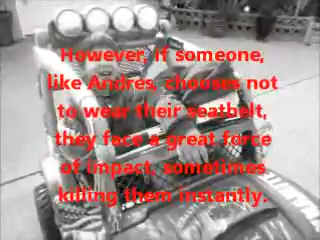 However, if someone,
like Andres, chooses not
to wear their seatbelt,
they face a great force
of impact, sometimes
killing them instantly.